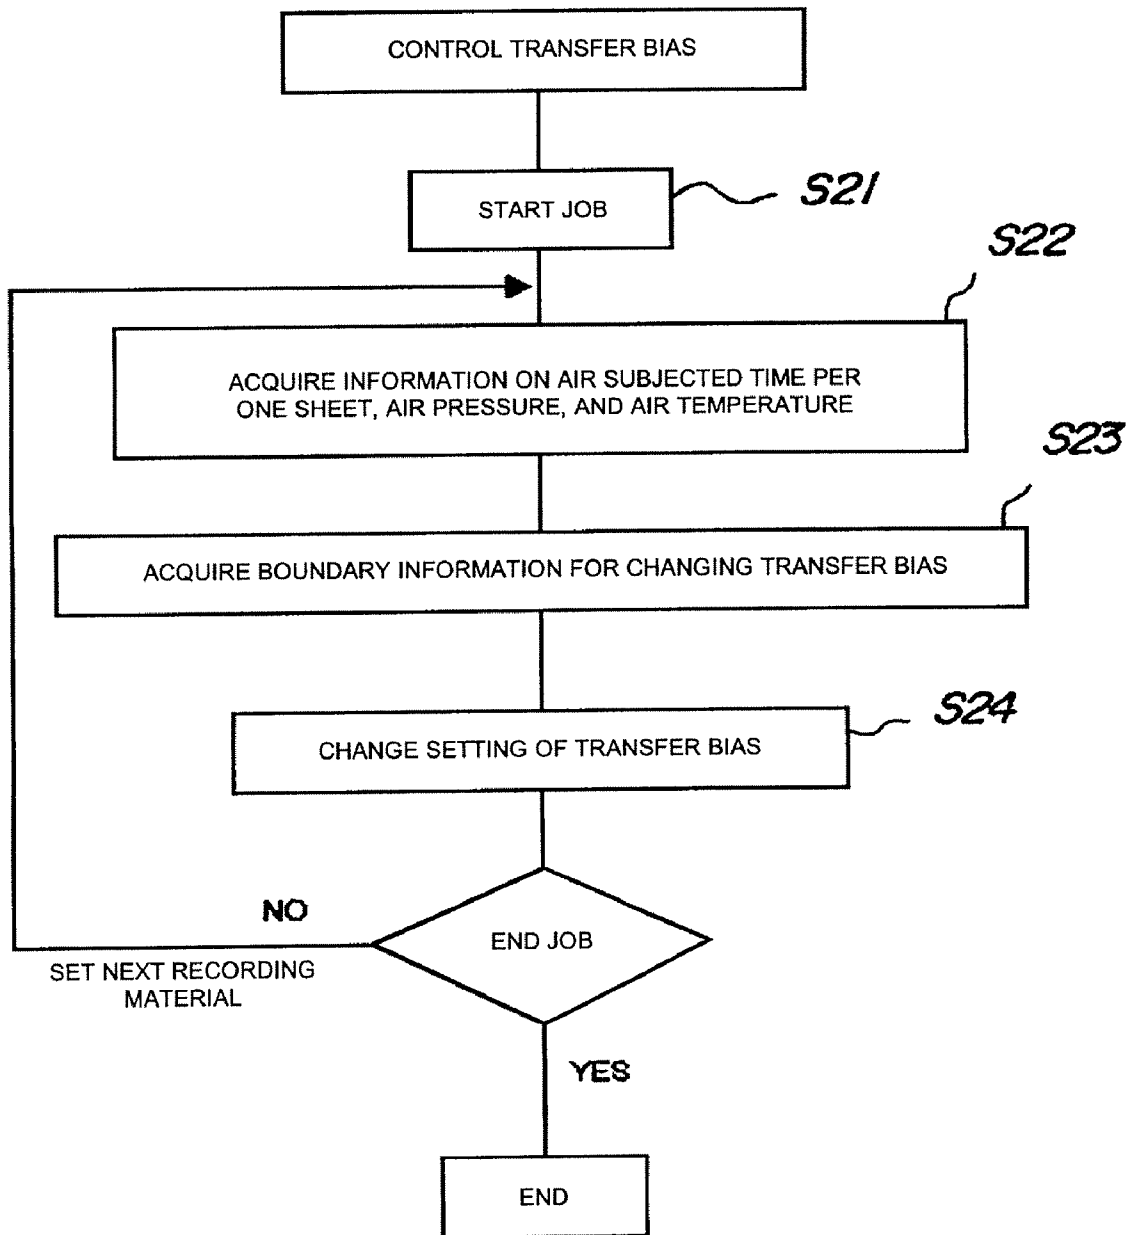 CONTROL TRANSFER BIAS
START JOB
S21
S22
ACQUIRE INFORMATION ON AIR SUBJECTED TIME PER
ONE SHEET, AIR PRESSURE, AND AIR TEMPERATURE
S23
ACQUIRE BOUNDARY INFORMATION FOR CHANGING TRANSFER BIAS
S24
CHANGE SETTING OF TRANSFER BIAS
NO
END JOB
SET NEXT RECORDING
MATERIAL
YES
END